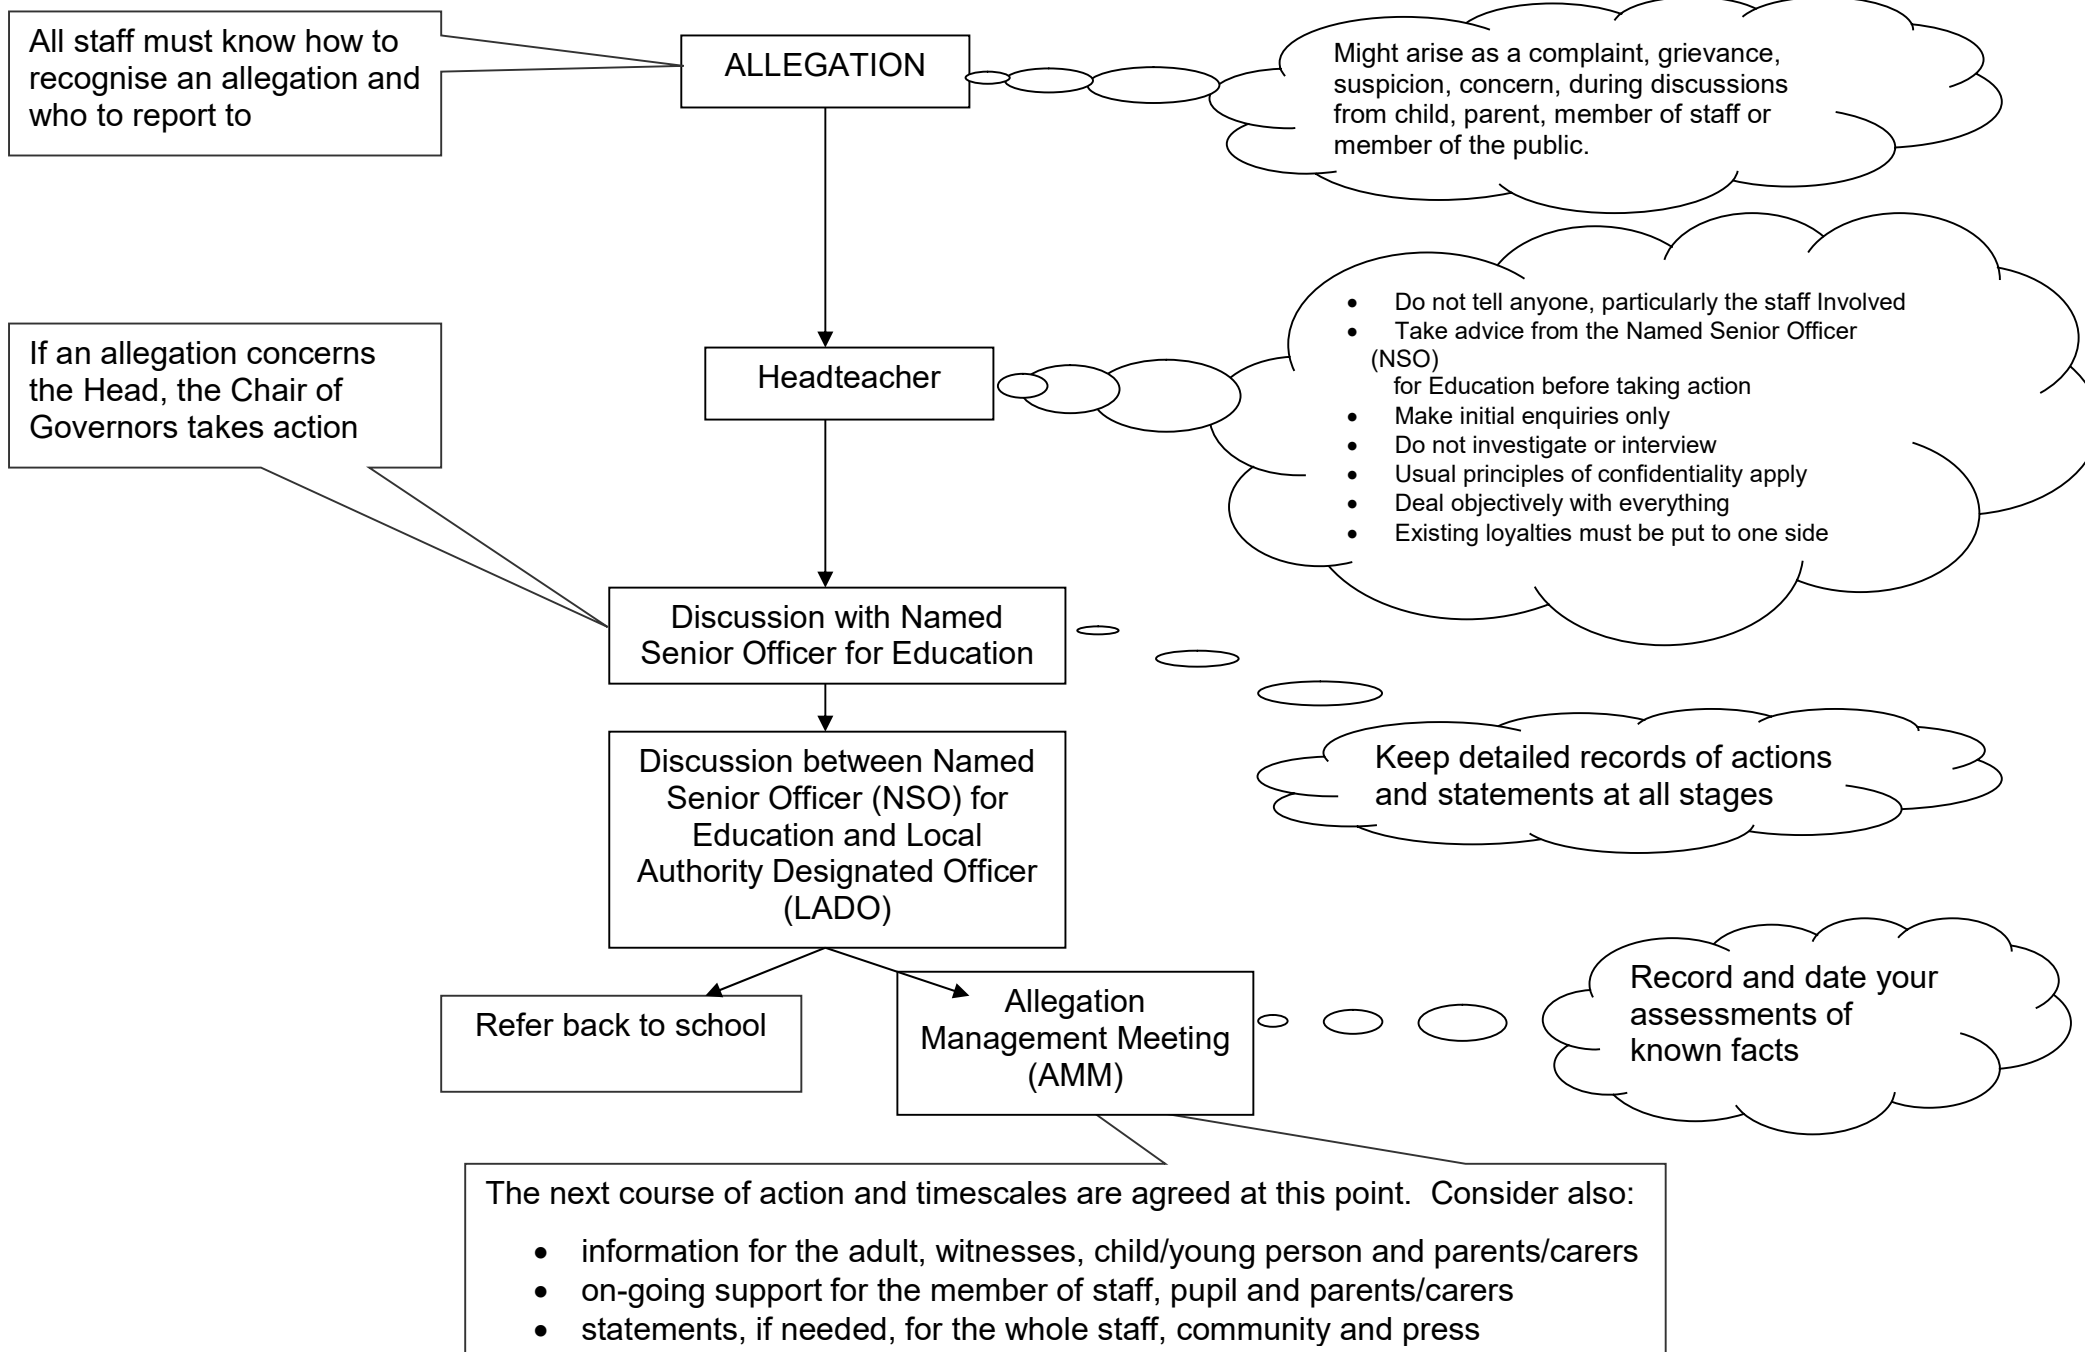 All staff must know how to
recognise an allegation and
who to report to
ALLEGATION
Might arise as a complaint, grievance,
suspicion, concern, during discussions
from child, parent, member of staff or
member of the public.
If an allegation concerns
the Head, the Chair of
Governors takes action
Headteacher
• Do not tell anyone, particularly the staff Involved
• Take advice from the Named Senior Officer
(NSO)
for Education before taking action
• Make initial enquiries only
• Do not investigate or interview
• Usual principles of confidentiality apply
• Deal objectively with everything
• Existing loyalties must be put to one side
Discussion with Named
Senior Officer for Education
Discussion between Named
Senior Officer (NSO) for
Education and Local
Authority Designated Officer
(LADO)
Keep detailed records of actions
and statements at all stages
Refer back to school
Allegation
Management Meeting
(AMM)
Record and date your
assessments of
known facts
The next course of action and timescales are agreed at this point.  Consider also:
• information for the adult, witnesses, child/young person and parents/carers
• on-going support for the member of staff, pupil and parents/carers
• statements, if needed, for the whole staff, community and press